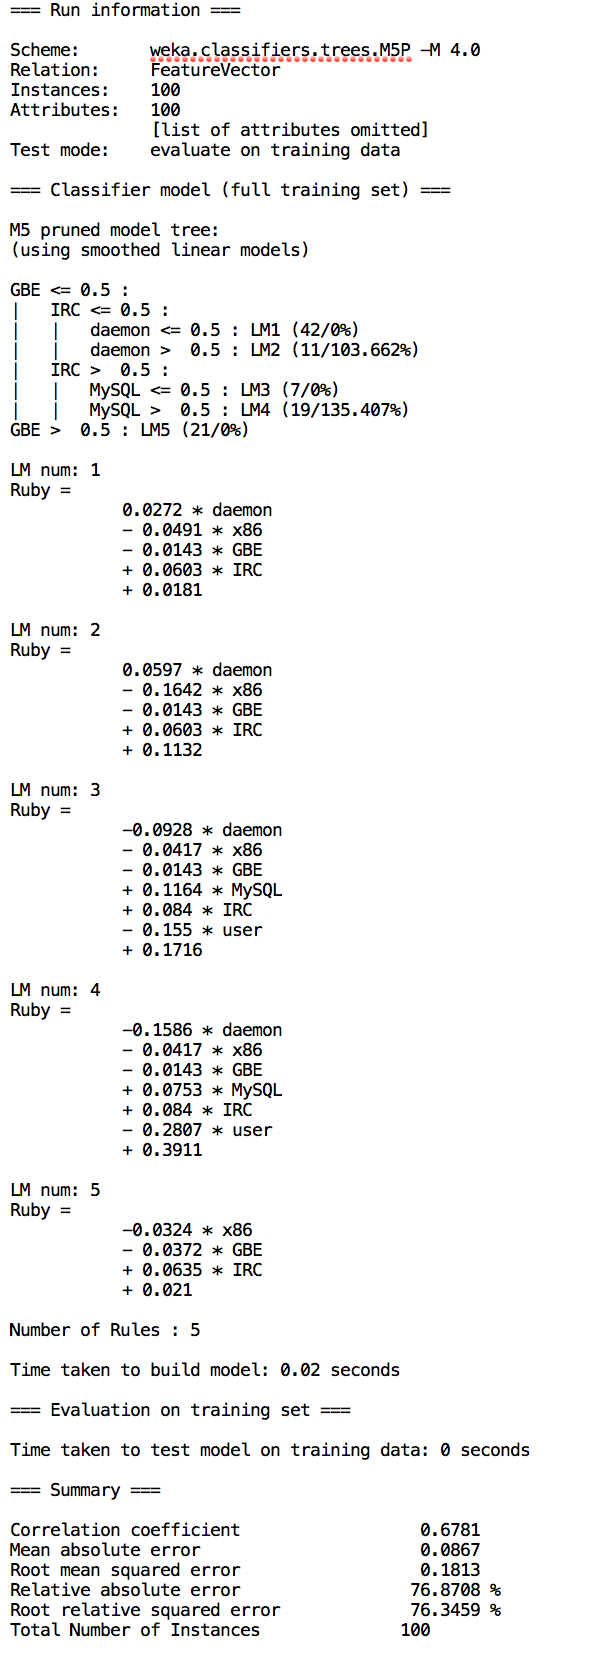 === Run information ===
Scheme: weka.classifiers.trees.M5P -M 4.0
Relation: FeatureVector
Instances: 100
Attributes: 100
[list of attributes omitted]
Test mode: evaluate on training data
=== Classifier model (full training set) ===
M5 pruned model tree:
(using smoothed linear models)
GBE <= 0.5 :
|   IRC <= 0.5 :
|   |   daemon <= 0.5 : LM1 (42/0%)
|   |   daemon >  0.5 : LM2 (11/103.662%)
|   IRC >  0.5 :
|   |   MySQL <= 0.5 : LM3 (7/0%)
|   |   MySQL >  0.5 : LM4 (19/135.407%)
GBE >  0.5 : LM5 (21/0%)
LM num: 1
Ruby =
0.0272 * daemon
- 0.0491 * x86
- 0.0143 * GBE
+ 0.0603 * IRC
+ 0.0181
LM num: 2
Ruby =
0.0597 * daemon
- 0.1642 * x86
- 0.0143 * GBE
+ 0.0603 * IRC
+ 0.1132
LM num: 3
Ruby =
-0.0928 * daemon
- 0.0417 * x86
- 0.0143 * GBE
+ 0.1164 * MySQL
+ 0.084 * IRC
- 0.155 * user
+ 0.1716
LM num: 4
Ruby =
-0.1586 * daemon
- 0.0417 * x86
- 0.0143 * GBE
+ 0.0753 * MySQL
+ 0.084 * IRC
- 0.2807 * user
+ 0.3911
LM num: 5
Ruby =
-0.0324 * x86
- 0.0372 * GBE
+ 0.0635 * IRC
+ 0.021
Number of Rules : 5
Time taken to build model: 0.02 seconds
=== Evaluation on training set ===
Time taken to test model on training data: 0 seconds
=== Summary ===
Correlation coefficient 0.6781
Mean absolute error 0.0867
Root mean squared error 0.1813
Relative absolute error 76.8708 %
Root relative squared error 76.3459 %
Total Number of Instances 100